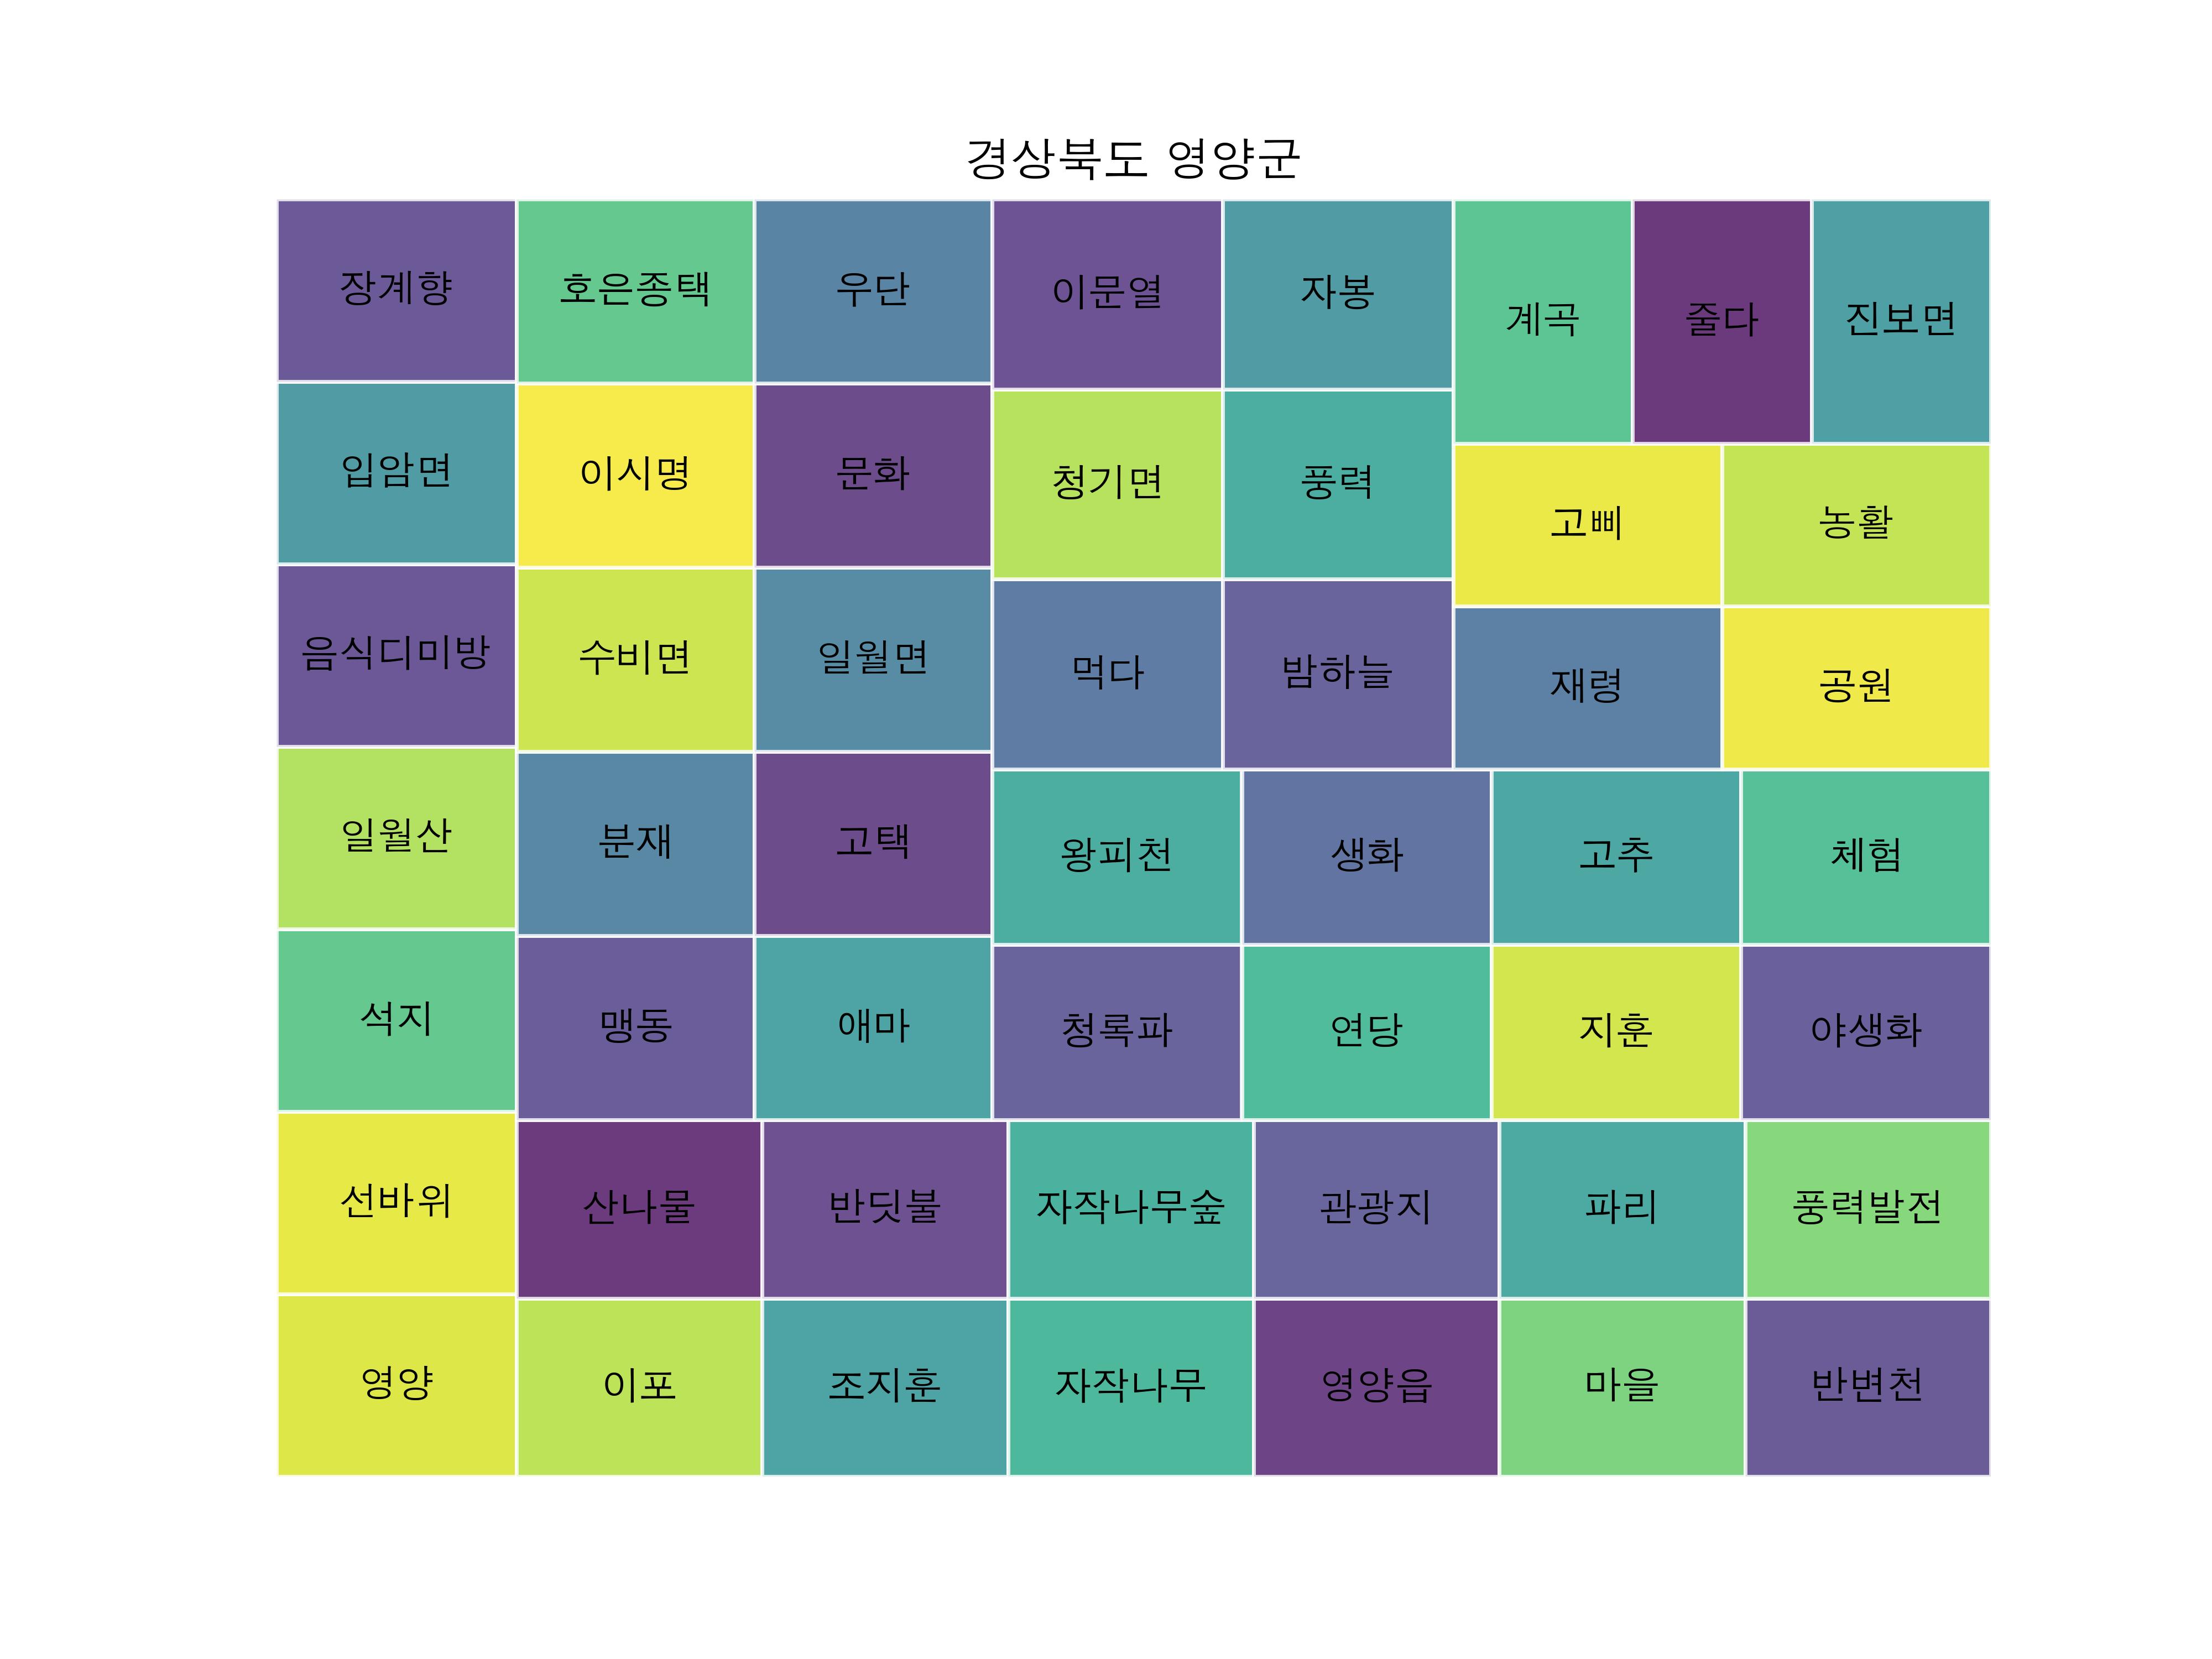 경상북도 영양군
장계향
호은종택
우단
이문열
자봉
계곡
줄다
진보면
입암면
이시명
문화
청기면
풍력
고삐
농활
음식디미방
수비면
일월면
먹다
밤하늘
재령
공원
일월산
분재
고택
왕피천
생화
고추
체험
석지
맹동
애마
청록파
연당
지훈
야생화
선바위
산나물
반딧불
자작나무숲
관광지
파리
풍력발전
영양
이포
조지훈
자작나무
영양읍
마을
반변천